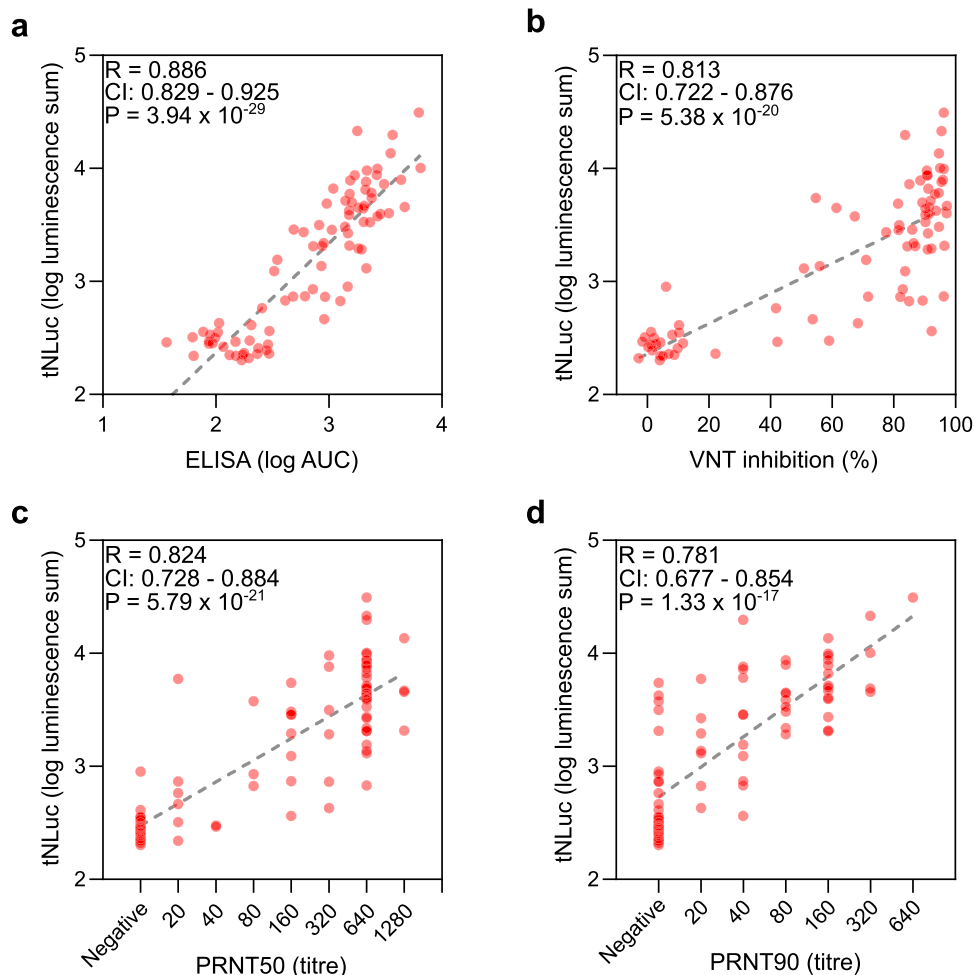 a
R = 0.886
CI: 0.829 - 0.925
P = 3.94 x 10⁻²⁹
tNLuc (log luminescence sum)
5
4
3
2
1 2 3 4
ELISA (log AUC)
b
R = 0.813
CI: 0.722 - 0.876
P = 5.38 x 10⁻²⁰
tNLuc (log luminescence sum)
5
4
3
2
0 20 40 60 80 100
VNT inhibition (%)
c
R = 0.824
CI: 0.728 - 0.884
P = 5.79 x 10⁻²¹
tNLuc (log luminescence sum)
5
4
3
2
Negative 20 40 80 160 320 640 1280
PRNT50 (titre)
d
R = 0.781
CI: 0.677 - 0.854
P = 1.33 x 10⁻¹⁷
tNLuc (log luminescence sum)
5
4
3
2
Negative 20 40 80 160 320 640
PRNT90 (titre)